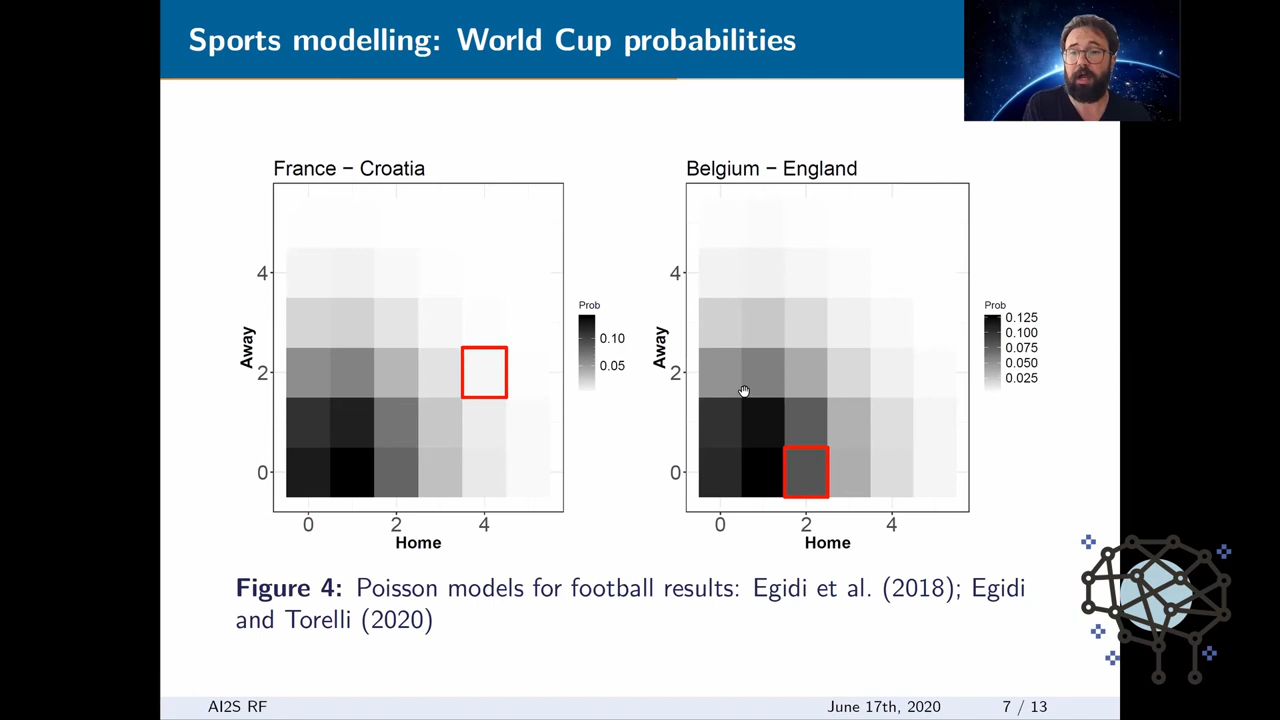 Sports modelling: World Cup probabilities
France − Croatia
4
2
0
Away
0 2 4
Home
Prob
0.10
0.05
Belgium − England
4
2
0
Away
0 2 4
Home
Prob
0.125
0.100
0.075
0.050
0.025
Figure 4: Poisson models for football results: Egidi et al. (2018); Egidi
and Torelli (2020)
AI2S RF June 17th, 2020 7 / 13